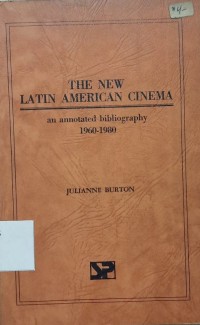 THE NEW
LATIN AMERICAN CINEMA
an annotated bibliography
1960-1980
JULIANNE BURTON